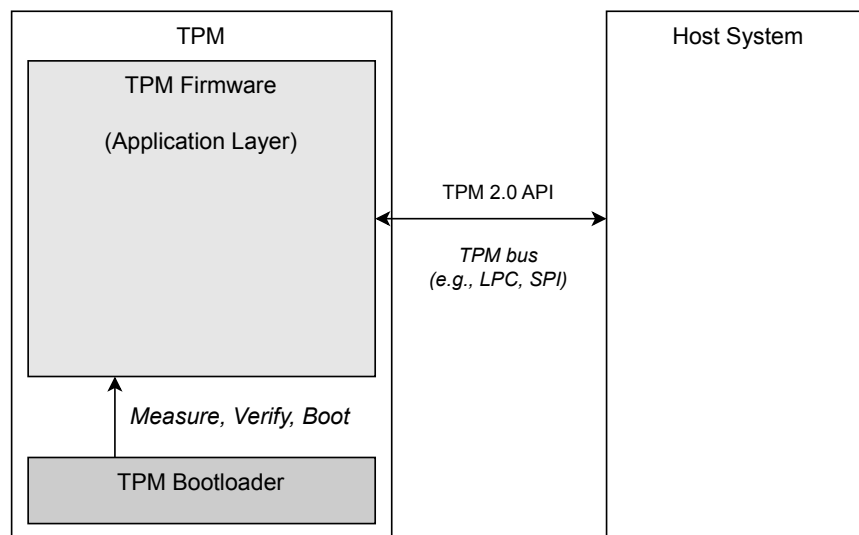 TPM
TPM Firmware
(Application Layer)
Measure, Verify, Boot
TPM Bootloader
TPM 2.0 API
TPM bus
(e.g., LPC, SPI)
Host System